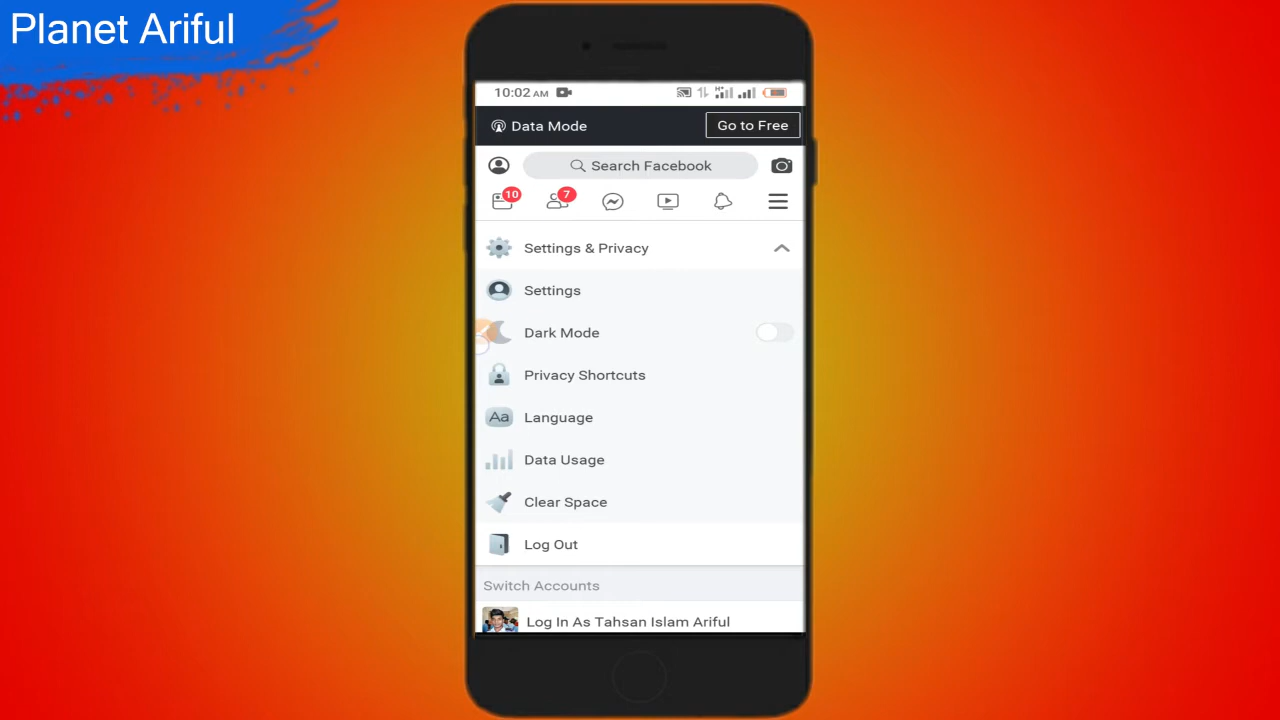 Planet Ariful
10:02 AM
Data Mode
Go to Free
Search Facebook
10
7
Settings & Privacy
Settings
Dark Mode
Privacy Shortcuts
Aa
Language
Data Usage
Clear Space
Log Out
Switch Accounts
Log In As Tahsan Islam Ariful